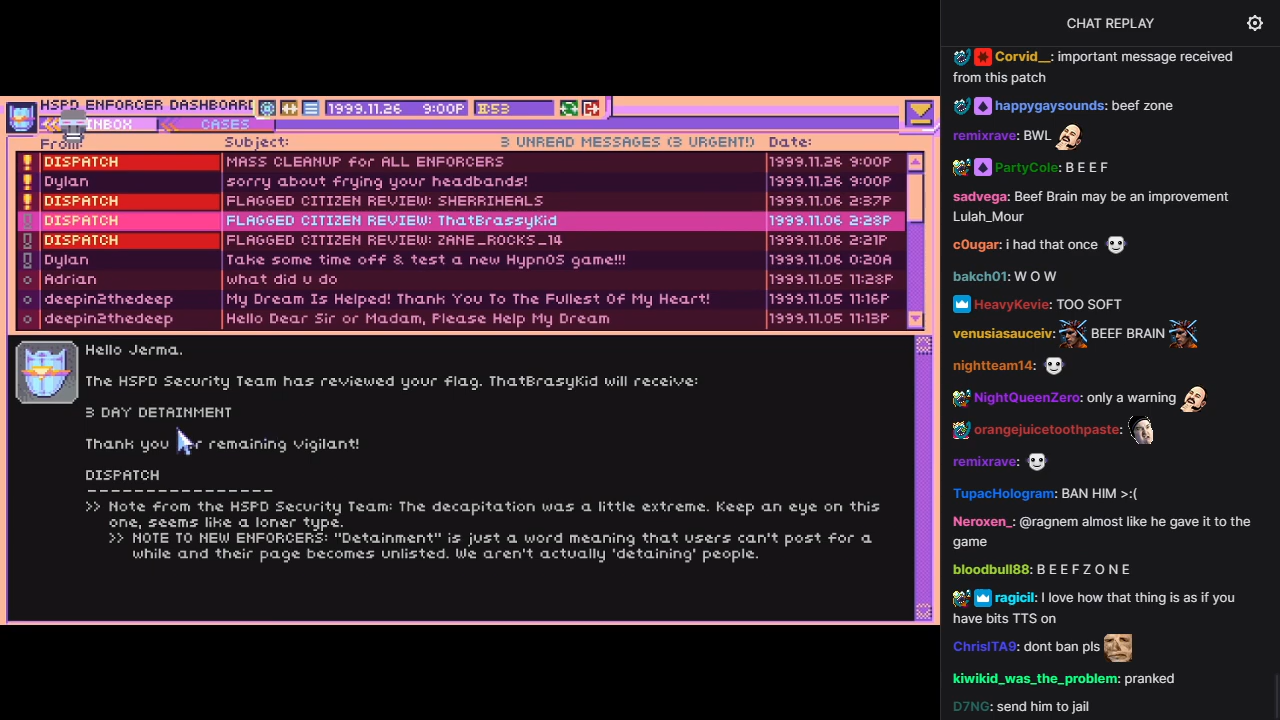 HSPD ENFORCER DASHBOARD
1999.11.26 9:00P
53
INBOX
CASES
From:
Subject:
3 UNREAD MESSAGES (3 URGENT!)
Date:
DISPATCH MASS CLEANUP for ALL ENFORCERS 1999.11.26 9:00P
Dylan sorry about frying your headbands! 1999.11.26 9:00P
DISPATCH FLAGGED CITIZEN REVIEW: SHERRIHEALS 1999.11.06 2:37P
DISPATCH FLAGGED CITIZEN REVIEW: ThatBrassyKid 1999.11.06 2:28P
DISPATCH FLAGGED CITIZEN REVIEW: ZANE_ROCKS_14 1999.11.06 2:21P
Dylan Take some time off & test a new HypnOS game!!! 1999.11.06 0:20A
Adrian what did u do 1999.11.05 11:28P
deepin2thedeep My Dream Is Helped! Thank You To The Fullest Of My Heart! 1999.11.05 11:16P
deepin2thedeep Hello Dear Sir or Madam, Please Help My Dream 1999.11.05 11:13P
Hello Jerma.
The HSPD Security Team has reviewed your flag. ThatBrasyKid will receive:
3 DAY DETAINMENT
Thank you for remaining vigilant!
DISPATCH
----------------
>> Note from the HSPD Security Team: The decapitation was a little extreme. Keep an eye on this
one, seems like a loner type.
>> NOTE TO NEW ENFORCERS: "Detainment" is just a word meaning that users can't post for a
while and their page becomes unlisted. We aren't actually 'detaining' people.
CHAT REPLAY
Corvid__: important message received
from this patch
happygaysounds: beef zone
remixrave: BWL
PartyCole: B E E F
sadvega: Beef Brain may be an improvement
Lulah_Mour
c0ugar: i had that once
bakch01: W O W
HeavyKevie: TOO SOFT
venusiasauceiv: BEEF BRAIN
nightteam14:
NightQueenZero: only a warning
orangejuicetoothpaste:
remixrave:
TupacHologram: BAN HIM >:(
Neroxen_: @ragnem almost like he gave it to the
game
bloodbull88: B E E F Z O N E
ragicil: I love how that thing is as if you
have bits TTS on
ChrisITA9: dont ban pls
kiwikid_was_the_problem: pranked
D7NG: send him to jail